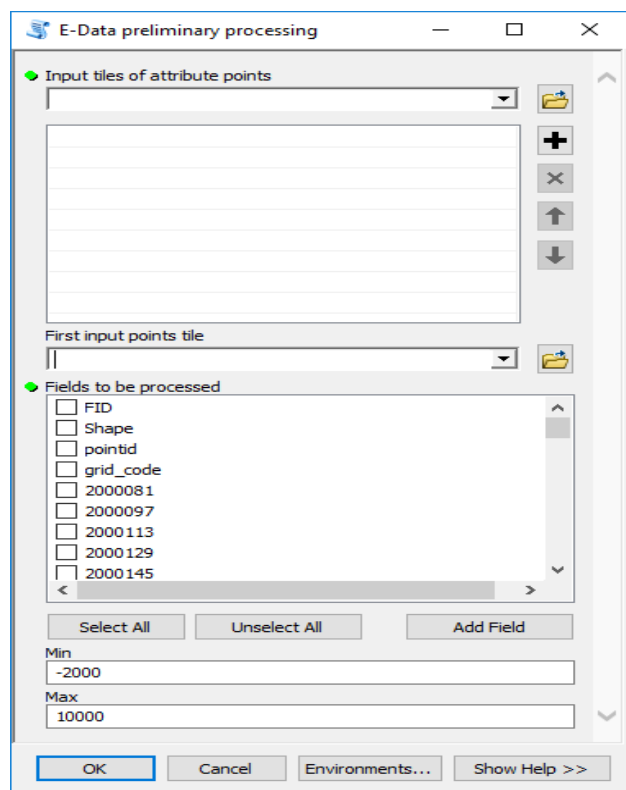 E-Data preliminary processing
Input tiles of attribute points
First input points tile
Fields to be processed
FID
Shape
pointid
grid_code
2000081
2000097
2000113
2000129
2000145
Select All Unselect All Add Field
Min
-2000
Max
10000
OK Cancel Environments... Show Help >>